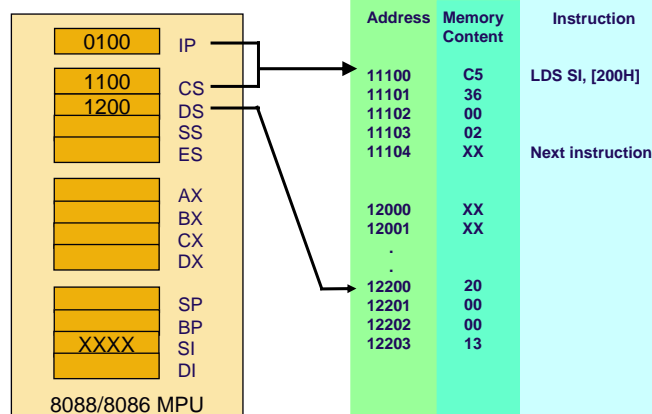 0100 IP
1100 CS
1200 DS
SS
ES
AX
BX
CX
DX
SP
BP
XXXX SI
DI
8088/8086 MPU
Address Memory Content Instruction
11100 C5 LDS SI, [200H]
11101 36
11102 00
11103 02
11104 XX Next instruction
12000 XX
12001 XX
.
.
12200 20
12201 00
12202 00
12203 13